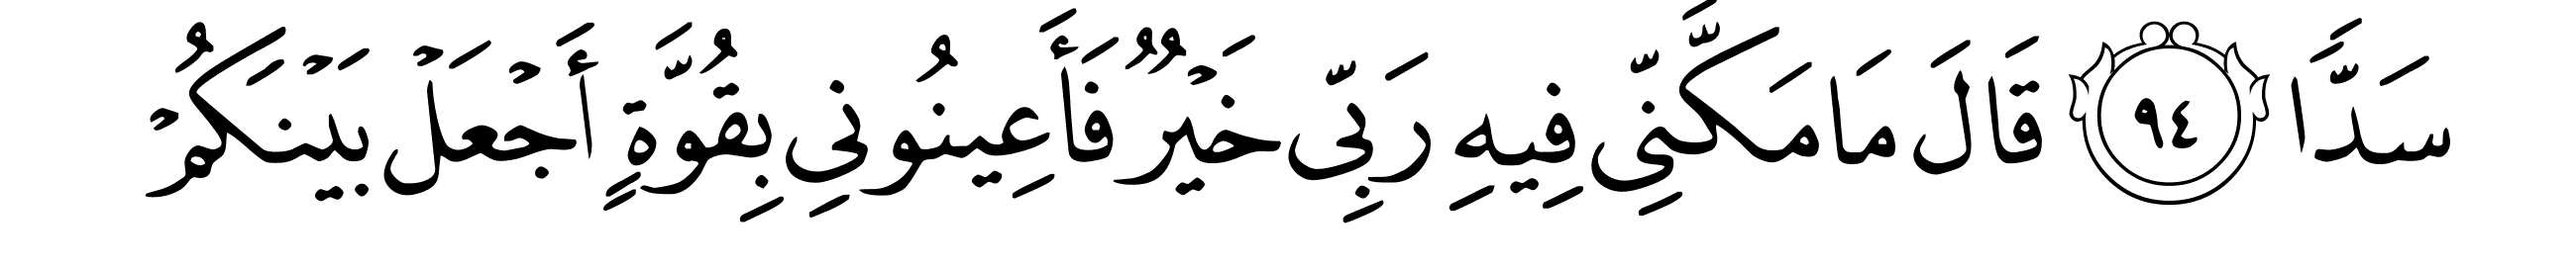 سَدًّا ٩٤ قَالَ مَا مَكَّنِّي فِيهِ رَبِّي خَيْرٌ فَأَعِينُونِي بِقُوَّةٍ أَجْعَلْ بَيْنَكُمْ